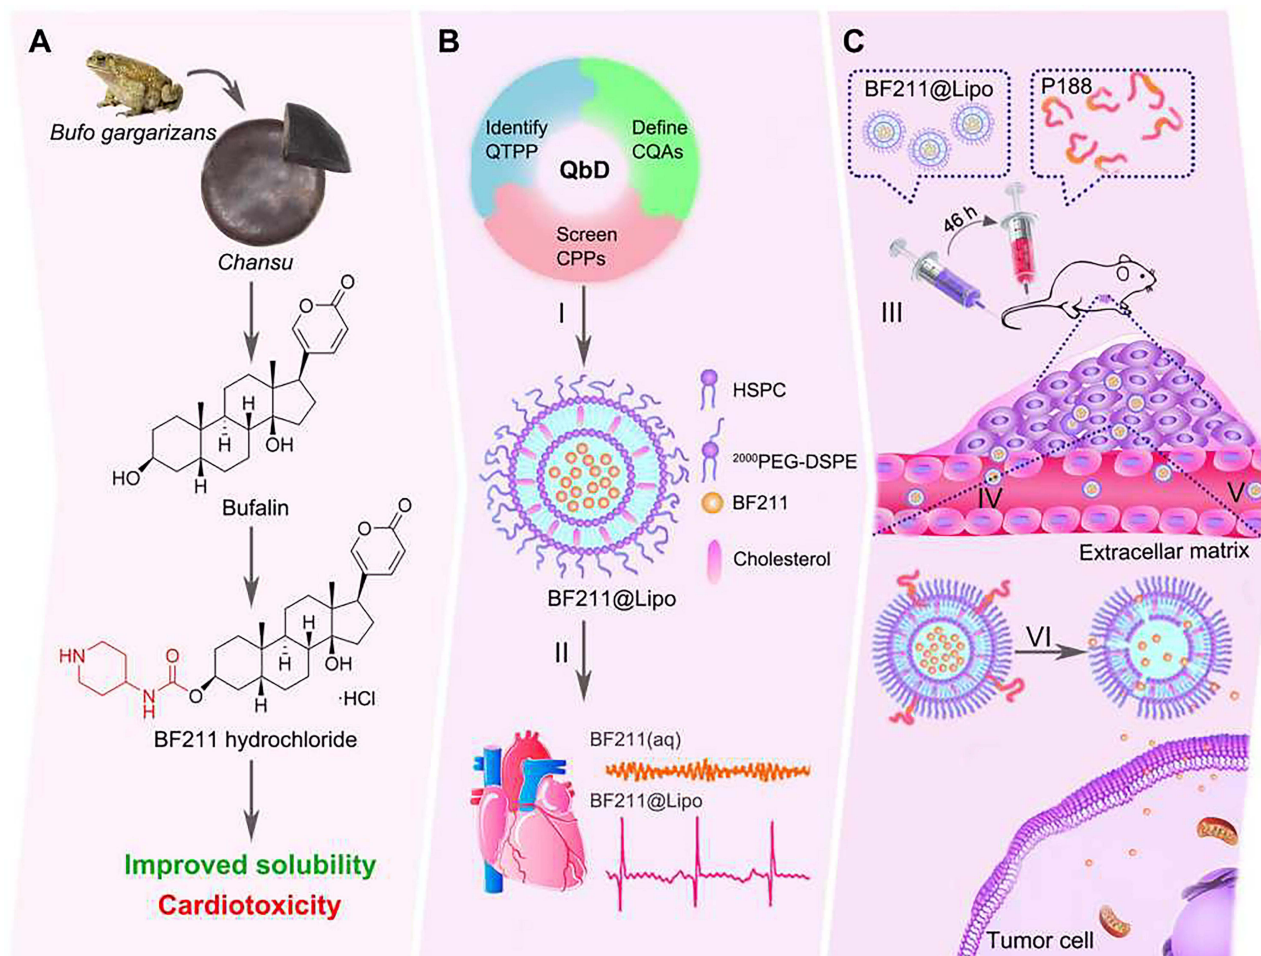 A
Bufo gargarizans
Chansu
O
O
H
H
OH
HO
H
Bufalin
O
O
HN
O
N
H
O
H
H
OH
H
·HCl
BF211 hydrochloride
Improved solubility
Cardiotoxicity
B
Identify
QTPP
Define
CQAs
QbD
Screen
CPPs
I
HSPC
2000PEG-DSPE
BF211
Cholesterol
BF211@Lipo
II
BF211(aq)
BF211@Lipo
C
BF211@Lipo
P188
46 h
III
IV
V
Extracellar matrix
VI
Tumor cell